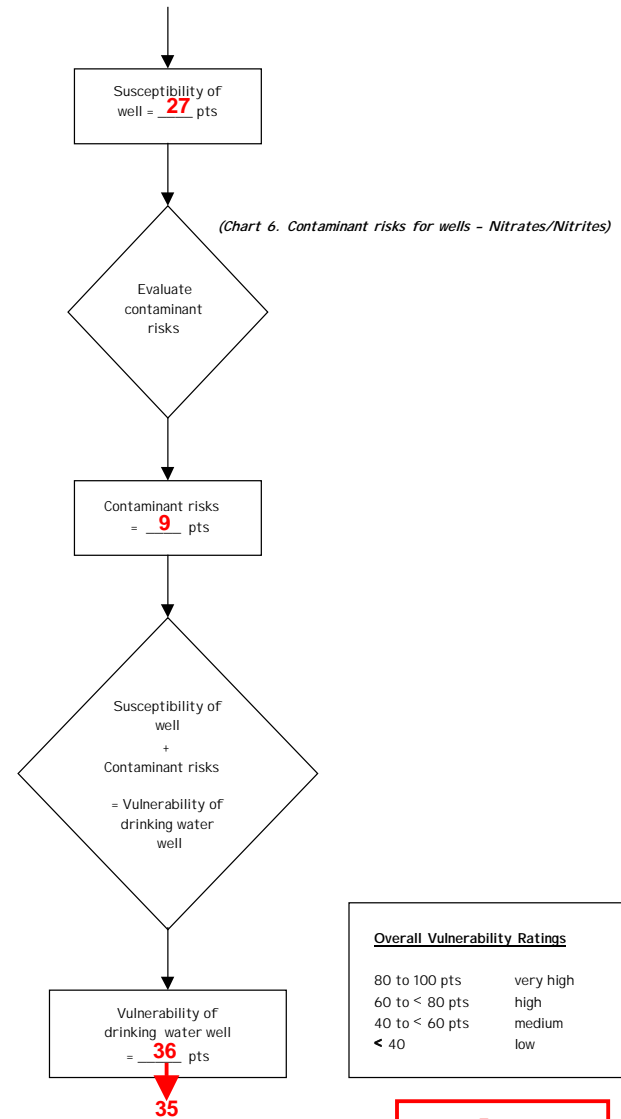 Susceptibility of
well = 27 pts
(Chart 6. Contaminant risks for wells – Nitrates/Nitrites)
Evaluate
contaminant
risks
Contaminant risks
= 9 pts
Susceptibility of
well
+
Contaminant risks
= Vulnerability of
drinking water
well
Overall Vulnerability Ratings
80 to 100 pts very high
60 to < 80 pts high
40 to < 60 pts medium
< 40 low
Vulnerability of
drinking water well
= 36 pts
35